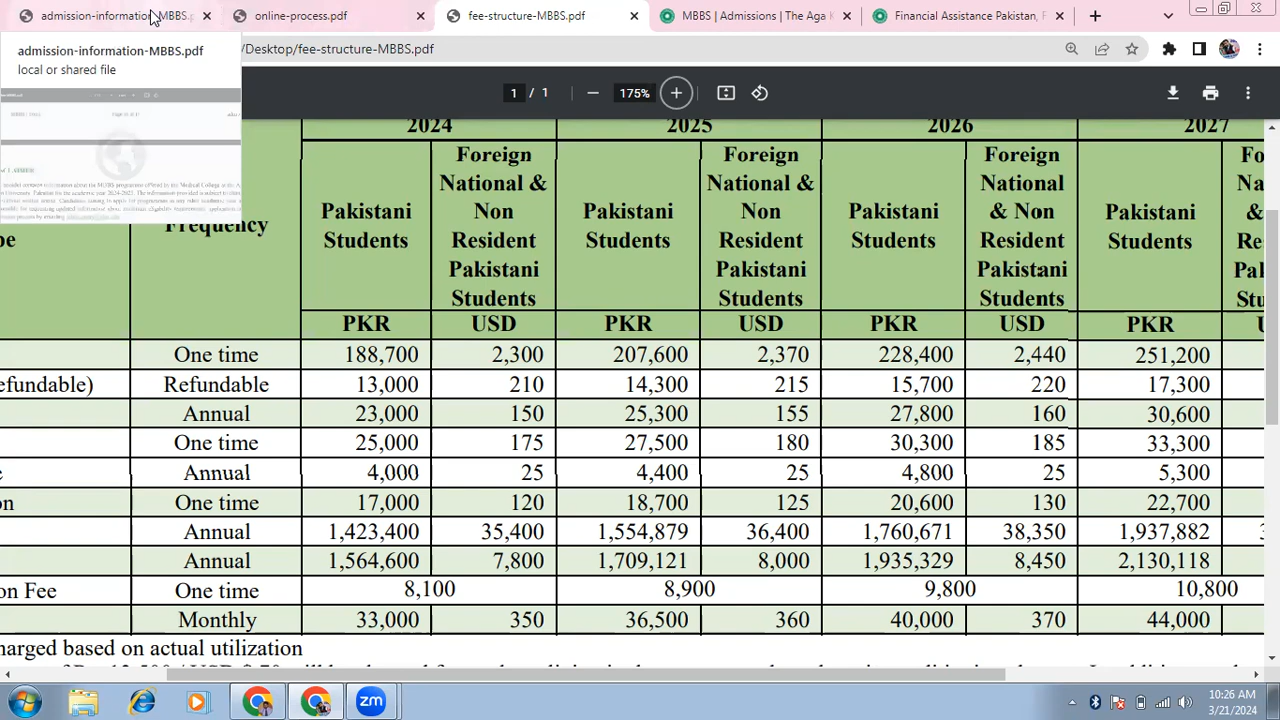 admission-information-MBBS.p
online-process.pdf
fee-structure-MBBS.pdf
MBBS | Admissions | The Aga K
Financial Assistance Pakistan, F
/Desktop/fee-structure-MBBS.pdf
admission-information-MBBS.pdf
local or shared file
1 / 1
175%
2024 2025 2026 2027
pe Frequency
Pakistani Students
Foreign National & Non Resident Pakistani Students
Pakistani Students
Foreign National & Non Resident Pakistani Students
Pakistani Students
Foreign National & Non Resident Pakistani Students
Pakistani Students
PKR USD PKR USD PKR USD PKR
One time 188,700 2,300 207,600 2,370 228,400 2,440 251,200
efundable) Refundable 13,000 210 14,300 215 15,700 220 17,300
Annual 23,000 150 25,300 155 27,800 160 30,600
One time 25,000 175 27,500 180 30,300 185 33,300
e Annual 4,000 25 4,400 25 4,800 25 5,300
on One time 17,000 120 18,700 125 20,600 130 22,700
Annual 1,423,400 35,400 1,554,879 36,400 1,760,671 38,350 1,937,882
Annual 1,564,600 7,800 1,709,121 8,000 1,935,329 8,450 2,130,118
on Fee One time 8,100 8,900 9,800 10,800
Monthly 33,000 350 36,500 360 40,000 370 44,000
harged based on actual utilization
zm
10:26 AM
3/21/2024